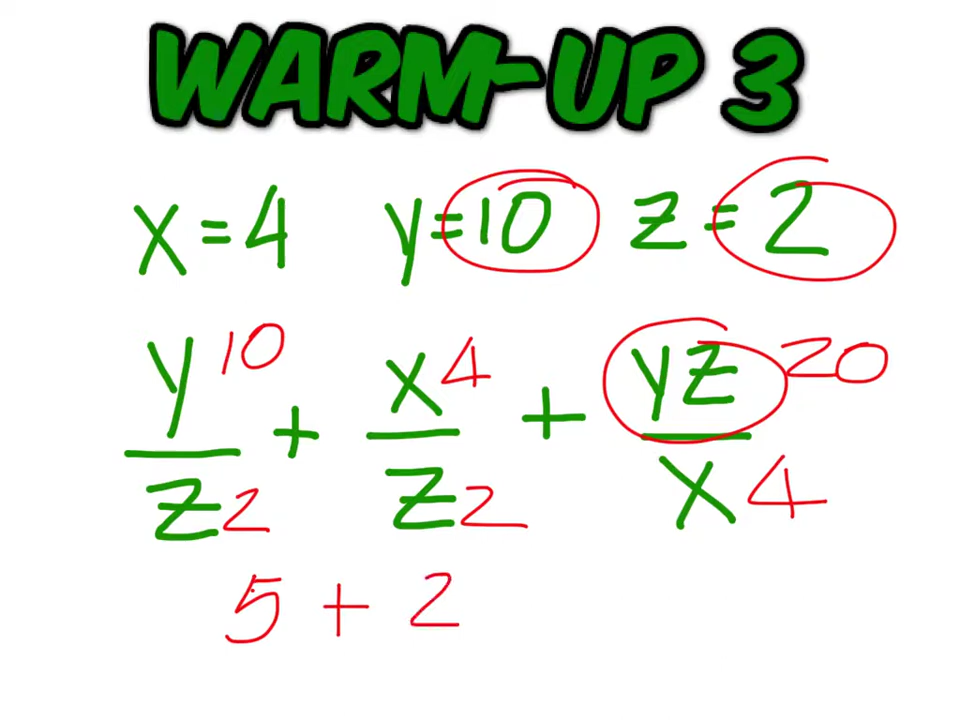 WARM-UP 3
x=4 y=10 z=2
y 10 x 4 yz 20
+ +
z 2 z 2 x 4
5 + 2